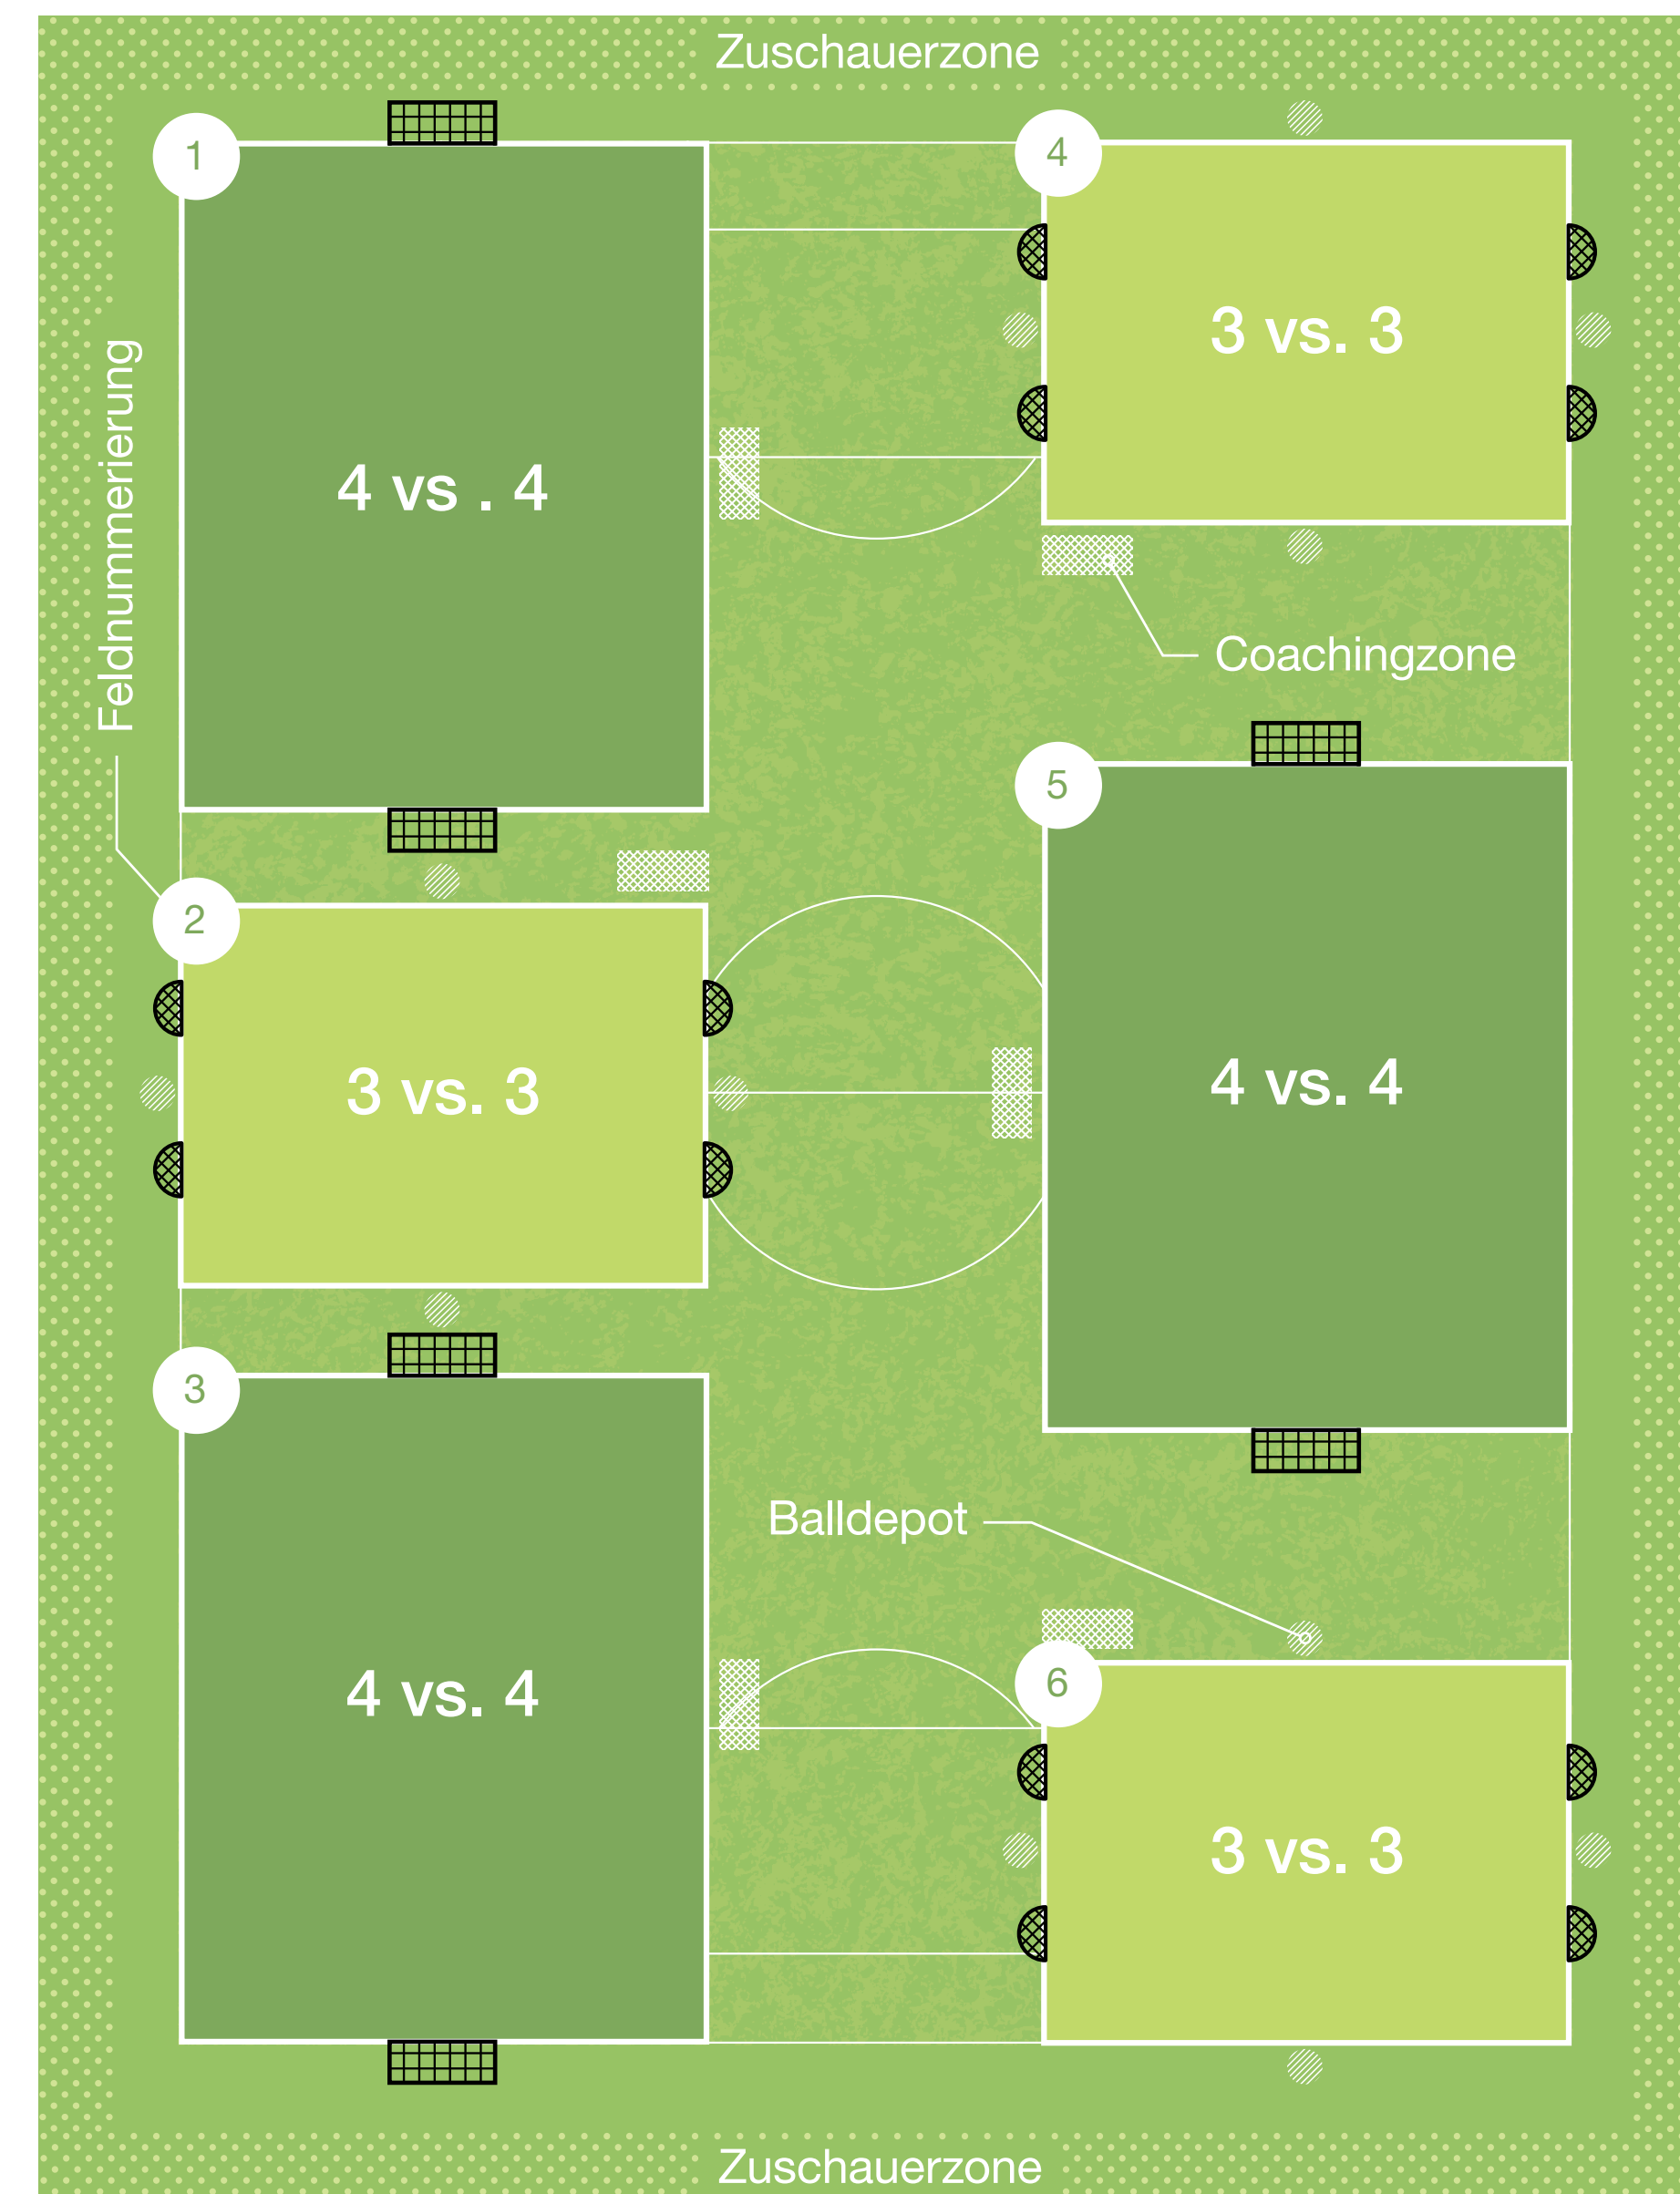 Zuschauerzone
1
4
3 vs. 3
Feldnummerierung
4 vs . 4
Coachingzone
5
2
3 vs. 3
4 vs. 4
3
Balldepot
4 vs. 4
6
3 vs. 3
Zuschauerzone